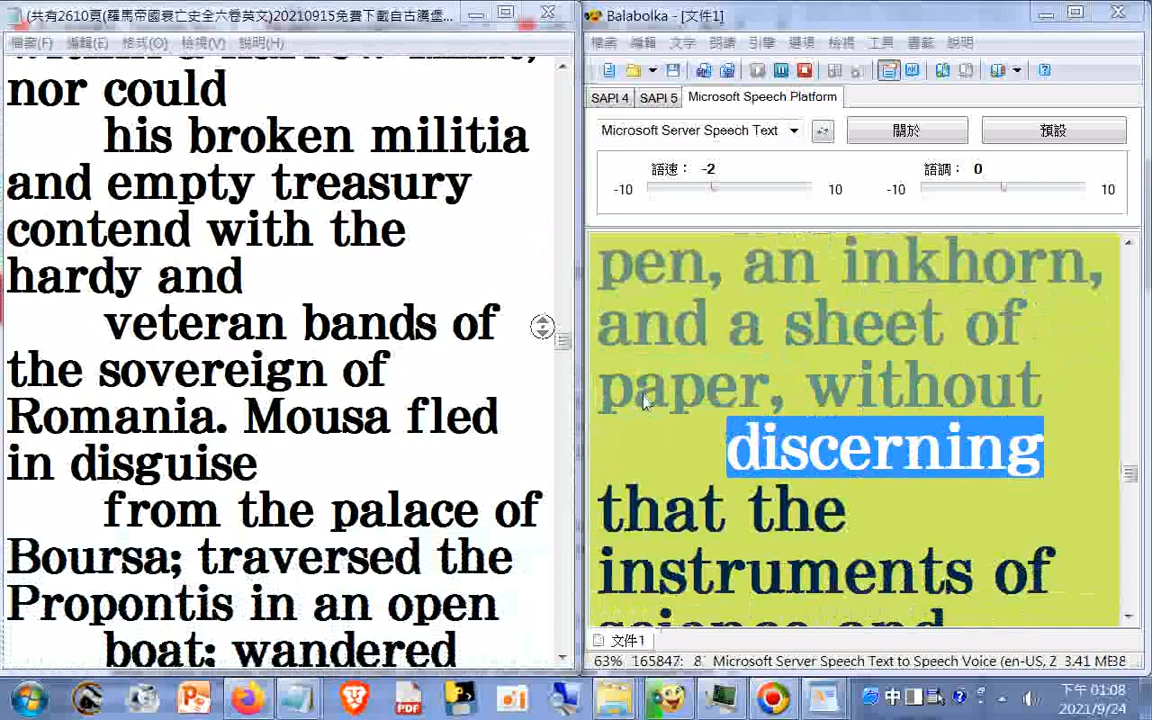 (共有2610頁(羅馬帝國衰亡史全六卷英文)20210915免費下載自古騰堡...
檔案(F) 編輯(E) 格式(O) 檢視(V) 說明(H)
nor could
his broken militia
and empty treasury
contend with the
hardy and
veteran bands of
the sovereign of
Romania. Mousa fled
in disguise
from the palace of
Boursa; traversed the
Propontis in an open
boat; wandered
Balabolka - [文件1]
檔案 編輯 文字 朗讀 引擎 選項 檢視 工具 書籤 說明
SAPI 4 SAPI 5 Microsoft Speech Platform
Microsoft Server Speech Text 關於 預設
語速： -2 語調： 0
-10 10 -10 10
pen, an inkhorn,
and a sheet of
paper, without
discerning
that the
instruments of
science and
文件1
63% 165847: 8 Microsoft Server Speech Text to Speech Voice (en-US, Z 3.41 MB
中
下午 01:08
2021/9/24